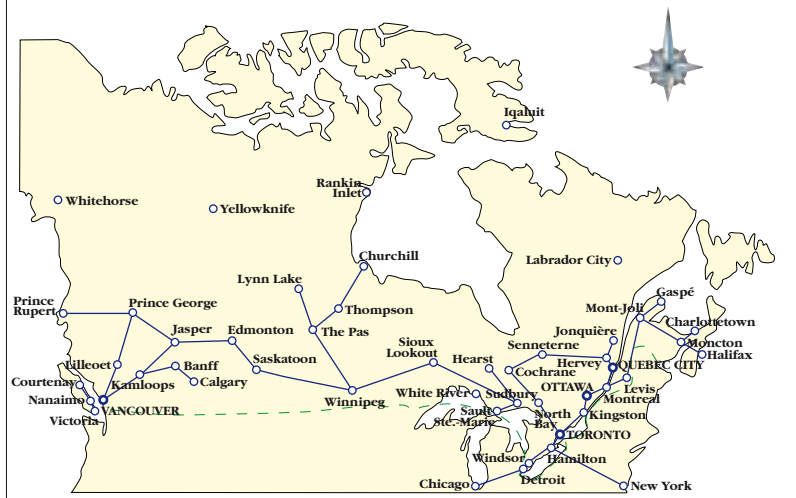 Iqaluit
Rankin
Inlet
Whitehorse
Yellowknife
Churchill
Labrador City
Lynn Lake
Gaspé
Prince
Rupert
Prince George
Thompson
Mont-Joli
Charlottetown
Jasper
Edmonton
The Pas
Jonquière
Moncton
Sioux
Lookout
Senneterne
Halifax
Saskatoon
Hearst
Hervey
QUEBEC CITY
Lilleoet
Banff
Cochrane
Courtenay
Kamloops
Calgary
OTTAWA
Levis
Nanaimo
White River
Sudbury
Montreal
VANCOUVER
Winnipeg
Sault
Ste.-Marie
North
Bay
Kingston
Victoria
TORONTO
Windsor
Hamilton
Chicago
Detroit
New York